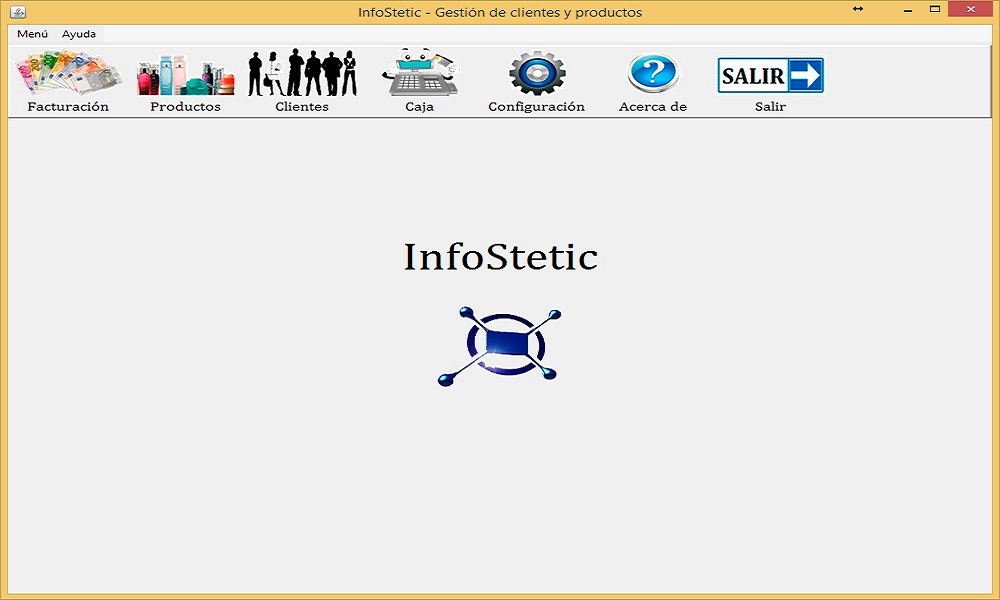 InfoStetic - Gestión de clientes y productos
Menú Ayuda
SALIR
Facturación Productos Clientes Caja Configuración Acerca de Salir
InfoStetic